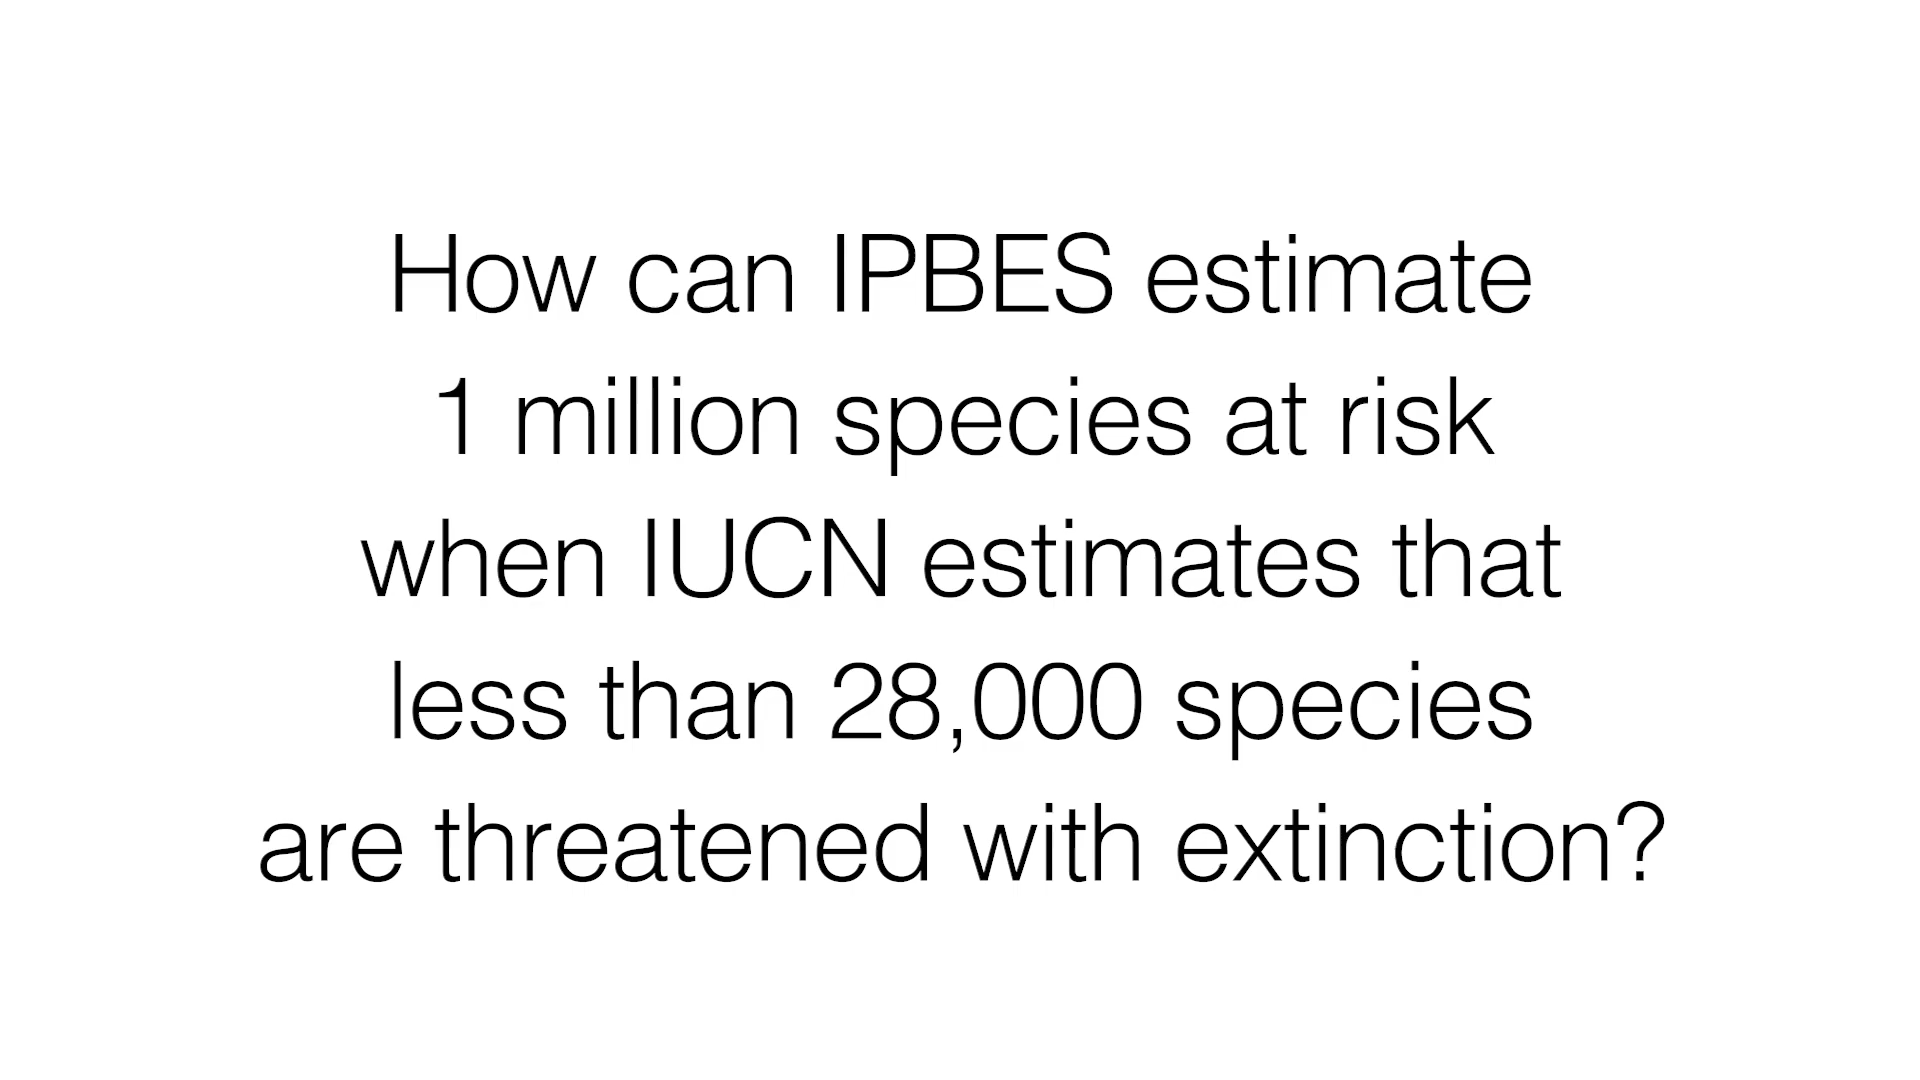 How can IPBES estimate
1 million species at risk
when IUCN estimates that
less than 28,000 species
are threatened with extinction?